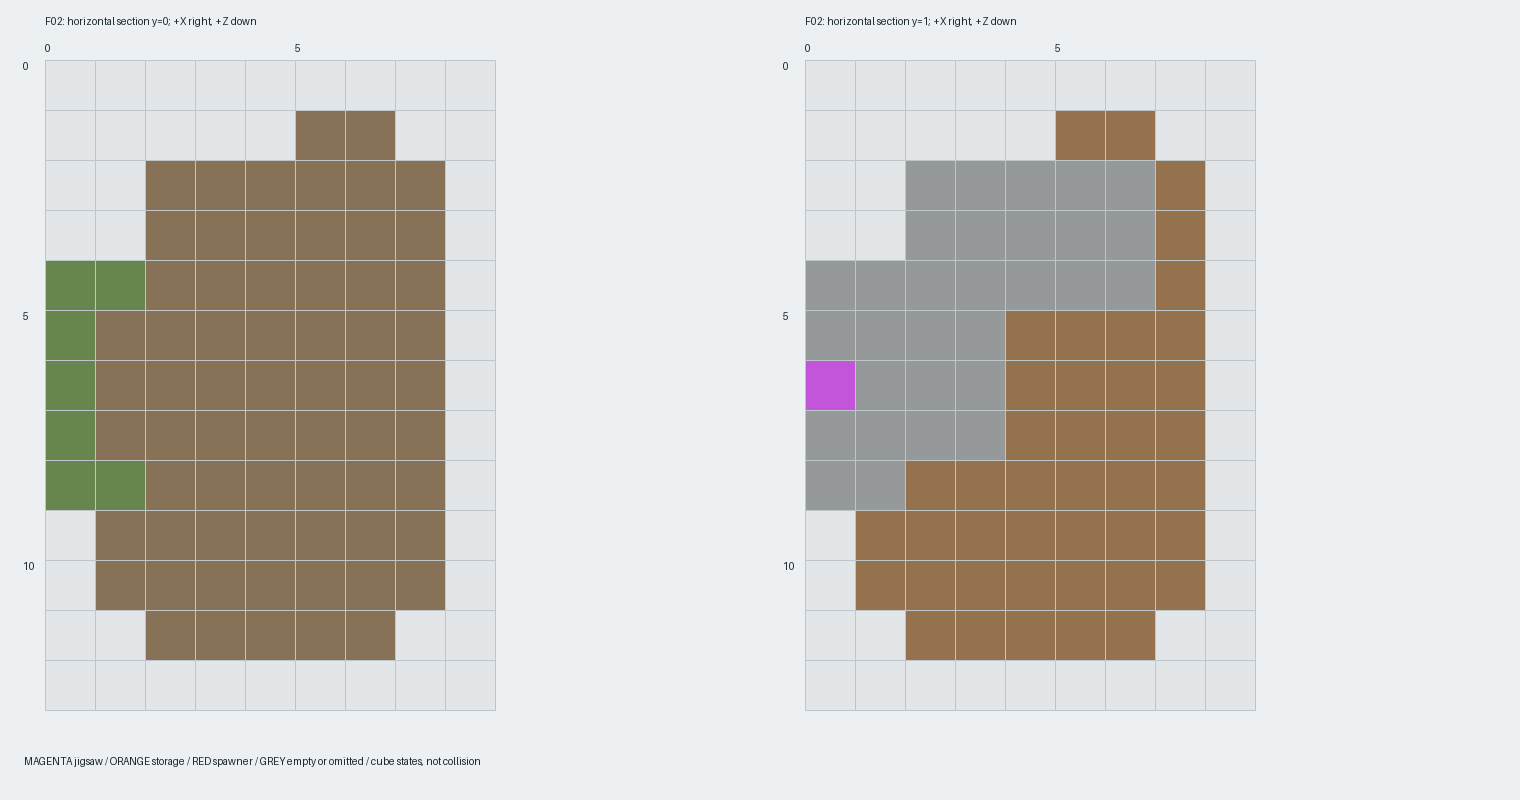 F02: horizontal section y=0; +X right, +Z down
F02: horizontal section y=1; +X right, +Z down
0 5
0 5
0
0
5
5
10
10
MAGENTA jigsaw / ORANGE storage / RED spawner / GREY empty or omitted / cube states, not collision